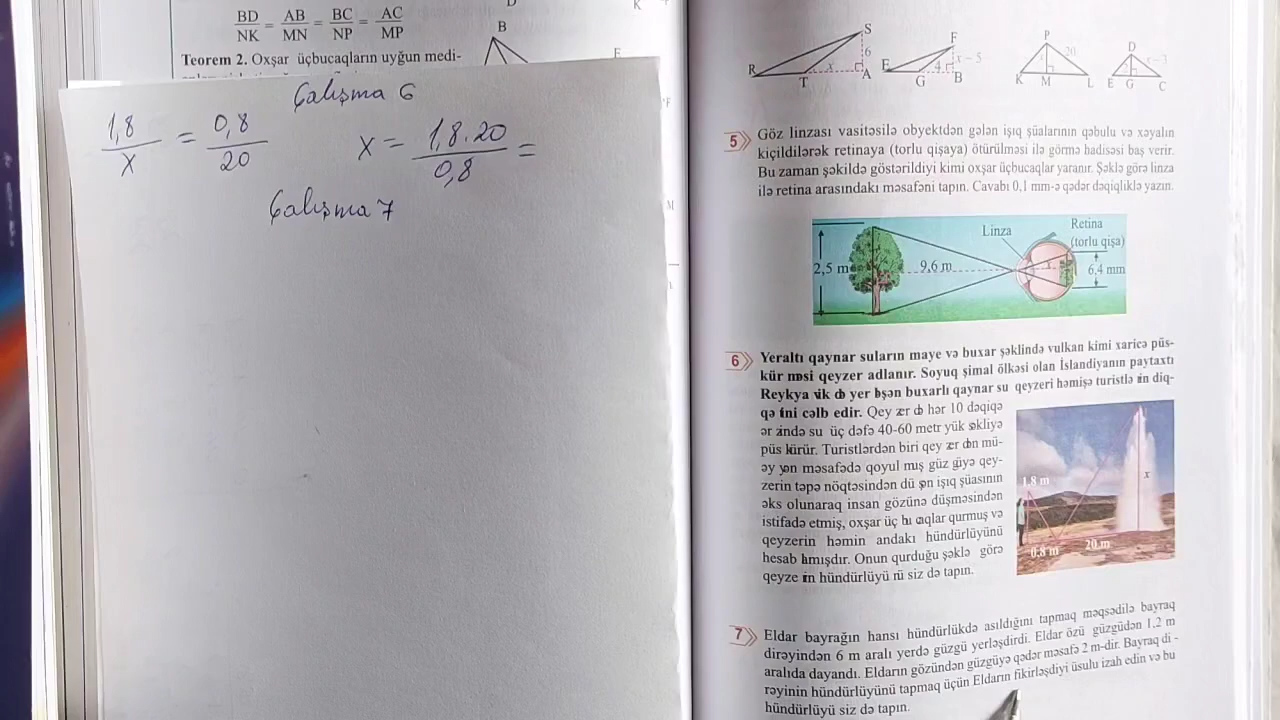 BD/NK = AB/MN = BC/NP = AC/MP
Teorem 2. Oxşar üçbucaqların uyğun medi-
B
Çalışma 6
1,8/x = 0,8/20 x = 1,8·20/0,8 =
Çalışma 7
S F P D
R T x A 6 E G 4 B x – 5 K M L 20 E G C x – 3
5 Göz linzası vasitəsilə obyektdən gələn işıq şüalarının qəbulu və xəyalın
kiçildilərək retinaya (torlu qişaya) ötürülməsi ilə görmə hadisəsi baş verir.
Bu zaman şəkildə göstərildiyi kimi oxşar üçbucaqlar yaranır. Şəklə görə linza
ilə retina arasındakı məsafəni tapın. Cavabı 0,1 mm-ə qədər dəqiqliklə yazın.
Linza
Retina
(torlu qişa)
2,5 m 9,6 m x 6,4 mm
6 Yeraltı qaynar suların maye və buxar şəklində vulkan kimi xaricə püs-
kürməsi qeyzer adlanır. Soyuq şimal ölkəsi olan İslandiyanın paytaxtı
Reykyavikdə yerləşən buxarlı qaynar su qeyzeri həmişə turistlərin diq-
qətini cəlb edir. Qeyzerdə hər 10 dəqiqə
ərzində su üç dəfə 40-60 metr yüksəkliyə
püskürür. Turistlərdən biri qeyzerdən mü-
əyyən məsafədə qoyulmuş güzgüyə qey-
zerin təpə nöqtəsindən düşən işıq şüasının
əks olunaraq insan gözünə düşməsindən
istifadə etmiş, oxşar üçbucaqlar qurmuş və
qeyzerin həmin andakı hündürlüyünü
hesablamışdır. Onun qurduğu şəklə görə
qeyzerin hündürlüyünü siz də tapın.
1.8 m
x
0,8 m 20 m
7 Eldar bayrağın hansı hündürlükdə asıldığını tapmaq məqsədilə bayraq
dirəyindən 6 m aralı yerdə güzgü yerləşdirdi. Eldar özü güzgüdən 1,2 m
aralıda dayandı. Eldarın gözündən güzgüyə qədər məsafə 2 m-dir. Bayraq di-
rəyinin hündürlüyünü tapmaq üçün Eldarın fikirləşdiyi üsulu izah edin və bu
hündürlüyü siz də tapın.